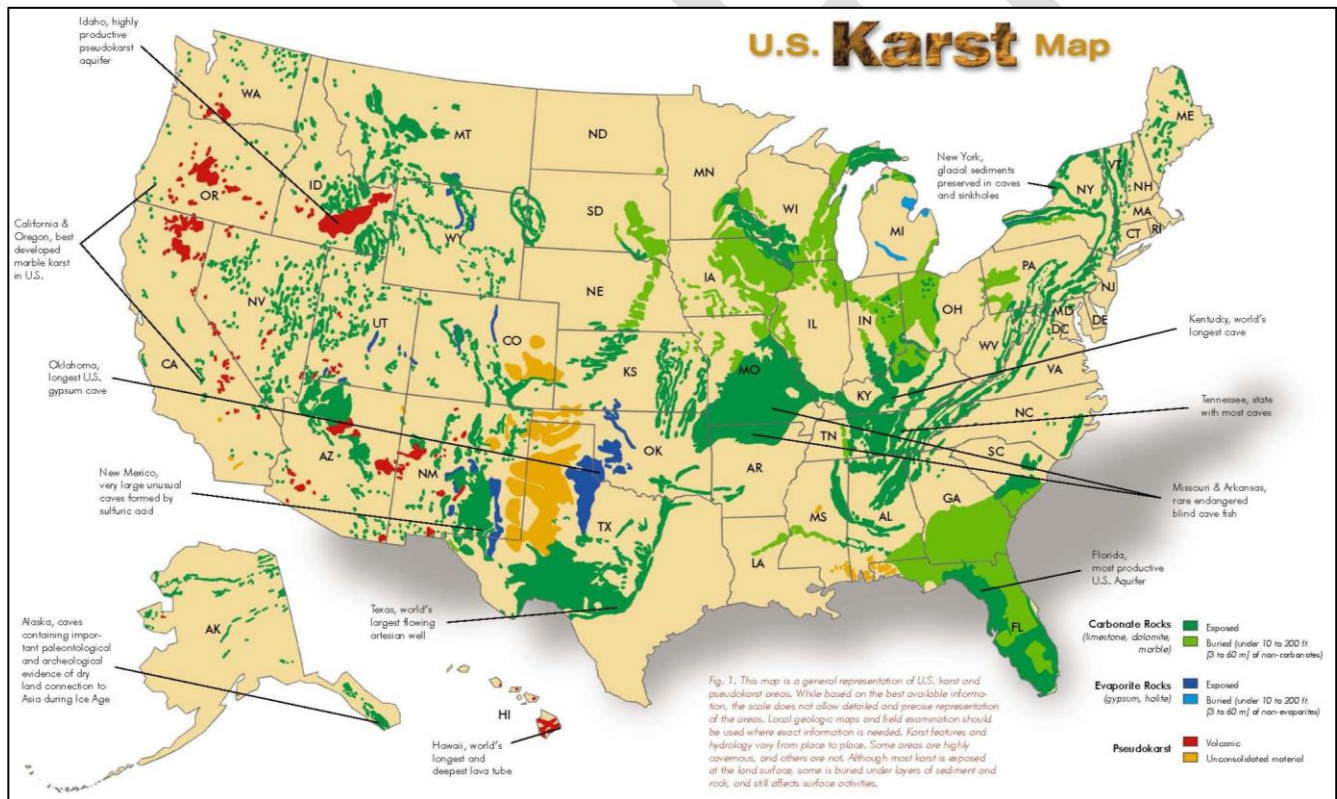 U.S. Karst Map
Idaho, highly
productive
pseudokarst
aquifer
California &
Oregon, best
developed
marble karst
in U.S.
Oklahoma,
longest U.S.
gypsum cave
New Mexico,
very large unusual
caves formed by
sulfuric acid
Alaska, caves
containing impor-
tant paleontological
and archeological
evidence of dry
land connection to
Asia during Ice Age
Texas, world's
largest flowing
artesian well
Hawaii, world's
longest and
deepest lava tube
New York,
glacial sediments
preserved in caves
and sinkholes
Kentucky, world's
longest cave
Tennessee, state
with most caves
Missouri & Arkansas,
rare endangered
blind cave fish
Florida,
most productive
U.S. Aquifer
WA
OR
ID
MT
ND
MN
WI
MI
NY
VT
NH
ME
MA
CT
RI
SD
WY
NE
IA
IL
IN
OH
PA
NJ
MD
DE
DC
WV
VA
NV
UT
CO
KS
MO
KY
CA
AZ
NM
OK
AR
TN
NC
SC
TX
LA
MS
AL
GA
FL
AK
HI
Fig. 1. This map is a general representation of U.S. karst and
pseudokarst areas. While based on the best available informa-
tion, the scale does not allow detailed and precise representation
of the areas. Local geologic maps and field examination should
be used where exact information is needed. Karst features and
hydrology vary from place to place. Some areas are highly
cavernous, and others are not. Although most karst is exposed
at the land surface, some is buried under layers of sediment and
rock, and still affects surface activities.
Carbonate Rocks
(limestone, dolomite,
marble)
Exposed
Buried (under 10 to 200 ft.
[3 to 60 m] of non-carbonates)
Evaporite Rocks
(gypsum, halite)
Exposed
Buried (under 10 to 200 ft.
[3 to 60 m] of non-evaporites)
Pseudokarst
Volcanic
Unconsolidated material